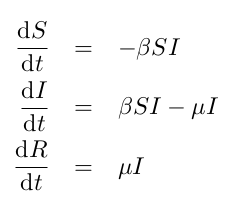 dS/dt = −βSI
dI/dt = βSI − μI
dR/dt = μI